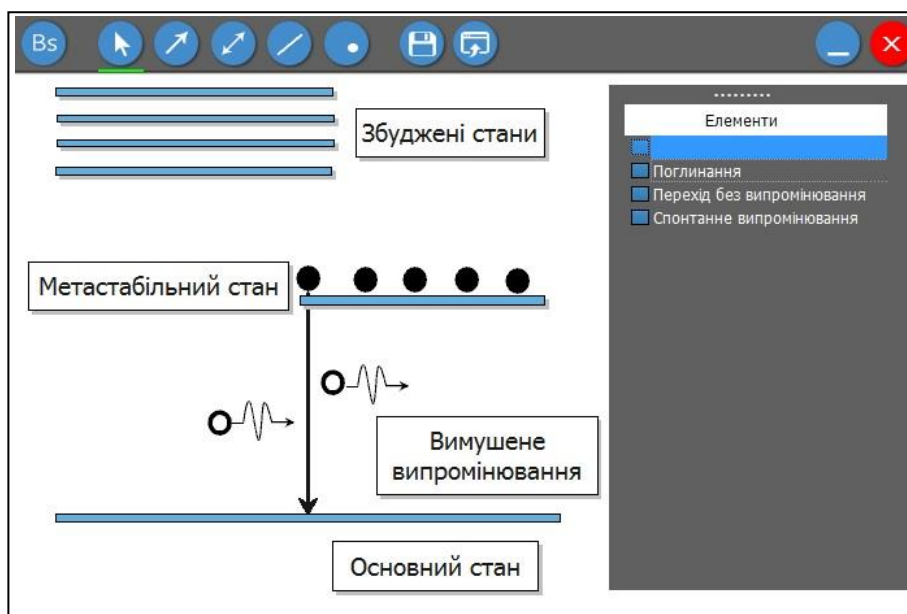 Bs
Збуджені стани
Елементи
Поглинання
Перехід без випромінювання
Спонтанне випромінювання
Метастабільний стан
Вимушене
випромінювання
Основний стан